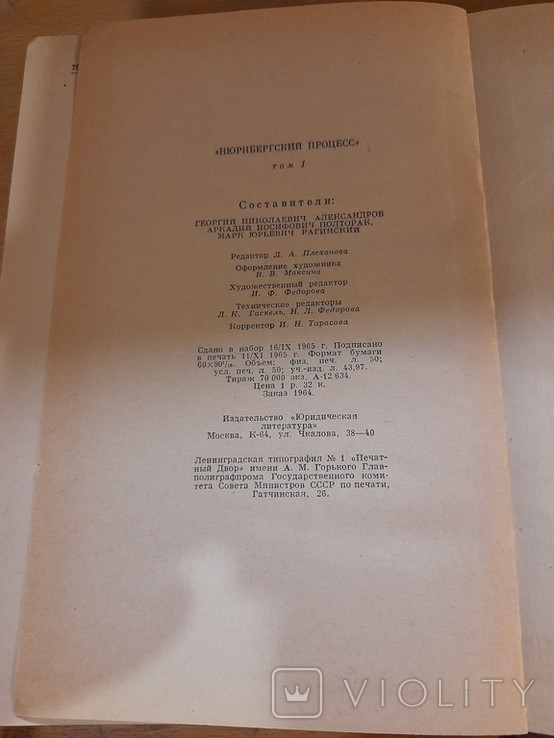 «НЮРНБЕРГСКИЙ ПРОЦЕСС»
том I
Составители:
ГЕОРГИЙ НИКОЛАЕВИЧ АЛЕКСАНДРОВ
АРКАДИЙ ИОСИФОВИЧ ПОЛТОРАК,
МАРК ЮРЬЕВИЧ РАГИНСКИЙ
Редактор Л. А. Плеханова
Оформление художника
В. В. Максина
Художественный редактор
И. Ф. Федорова
Технические редакторы
Л. К. Гаскель, Н. Л. Федорова
Корректор И. Н. Тарасова
Сдано в набор 16/IX 1965 г. Подписано
в печать 11/XI 1965 г. Формат бумаги
60×90¹/₁₆. Объем: физ. печ. л. 50;
усл. печ. л. 50; уч.-изд. л. 43,97.
Тираж 70 000 экз. А-12 634.
Цена 1 р. 32 к.
Заказ 1964.
Издательство «Юридическая
литература»
Москва, К-64, ул. Чкалова, 38—40
Ленинградская типография № 1 «Печат-
ный Двор» имени А. М. Горького Глав-
полиграфпрома Государственного коми-
тета Совета Министров СССР по печати,
Гатчинская, 26.
VIOLITY